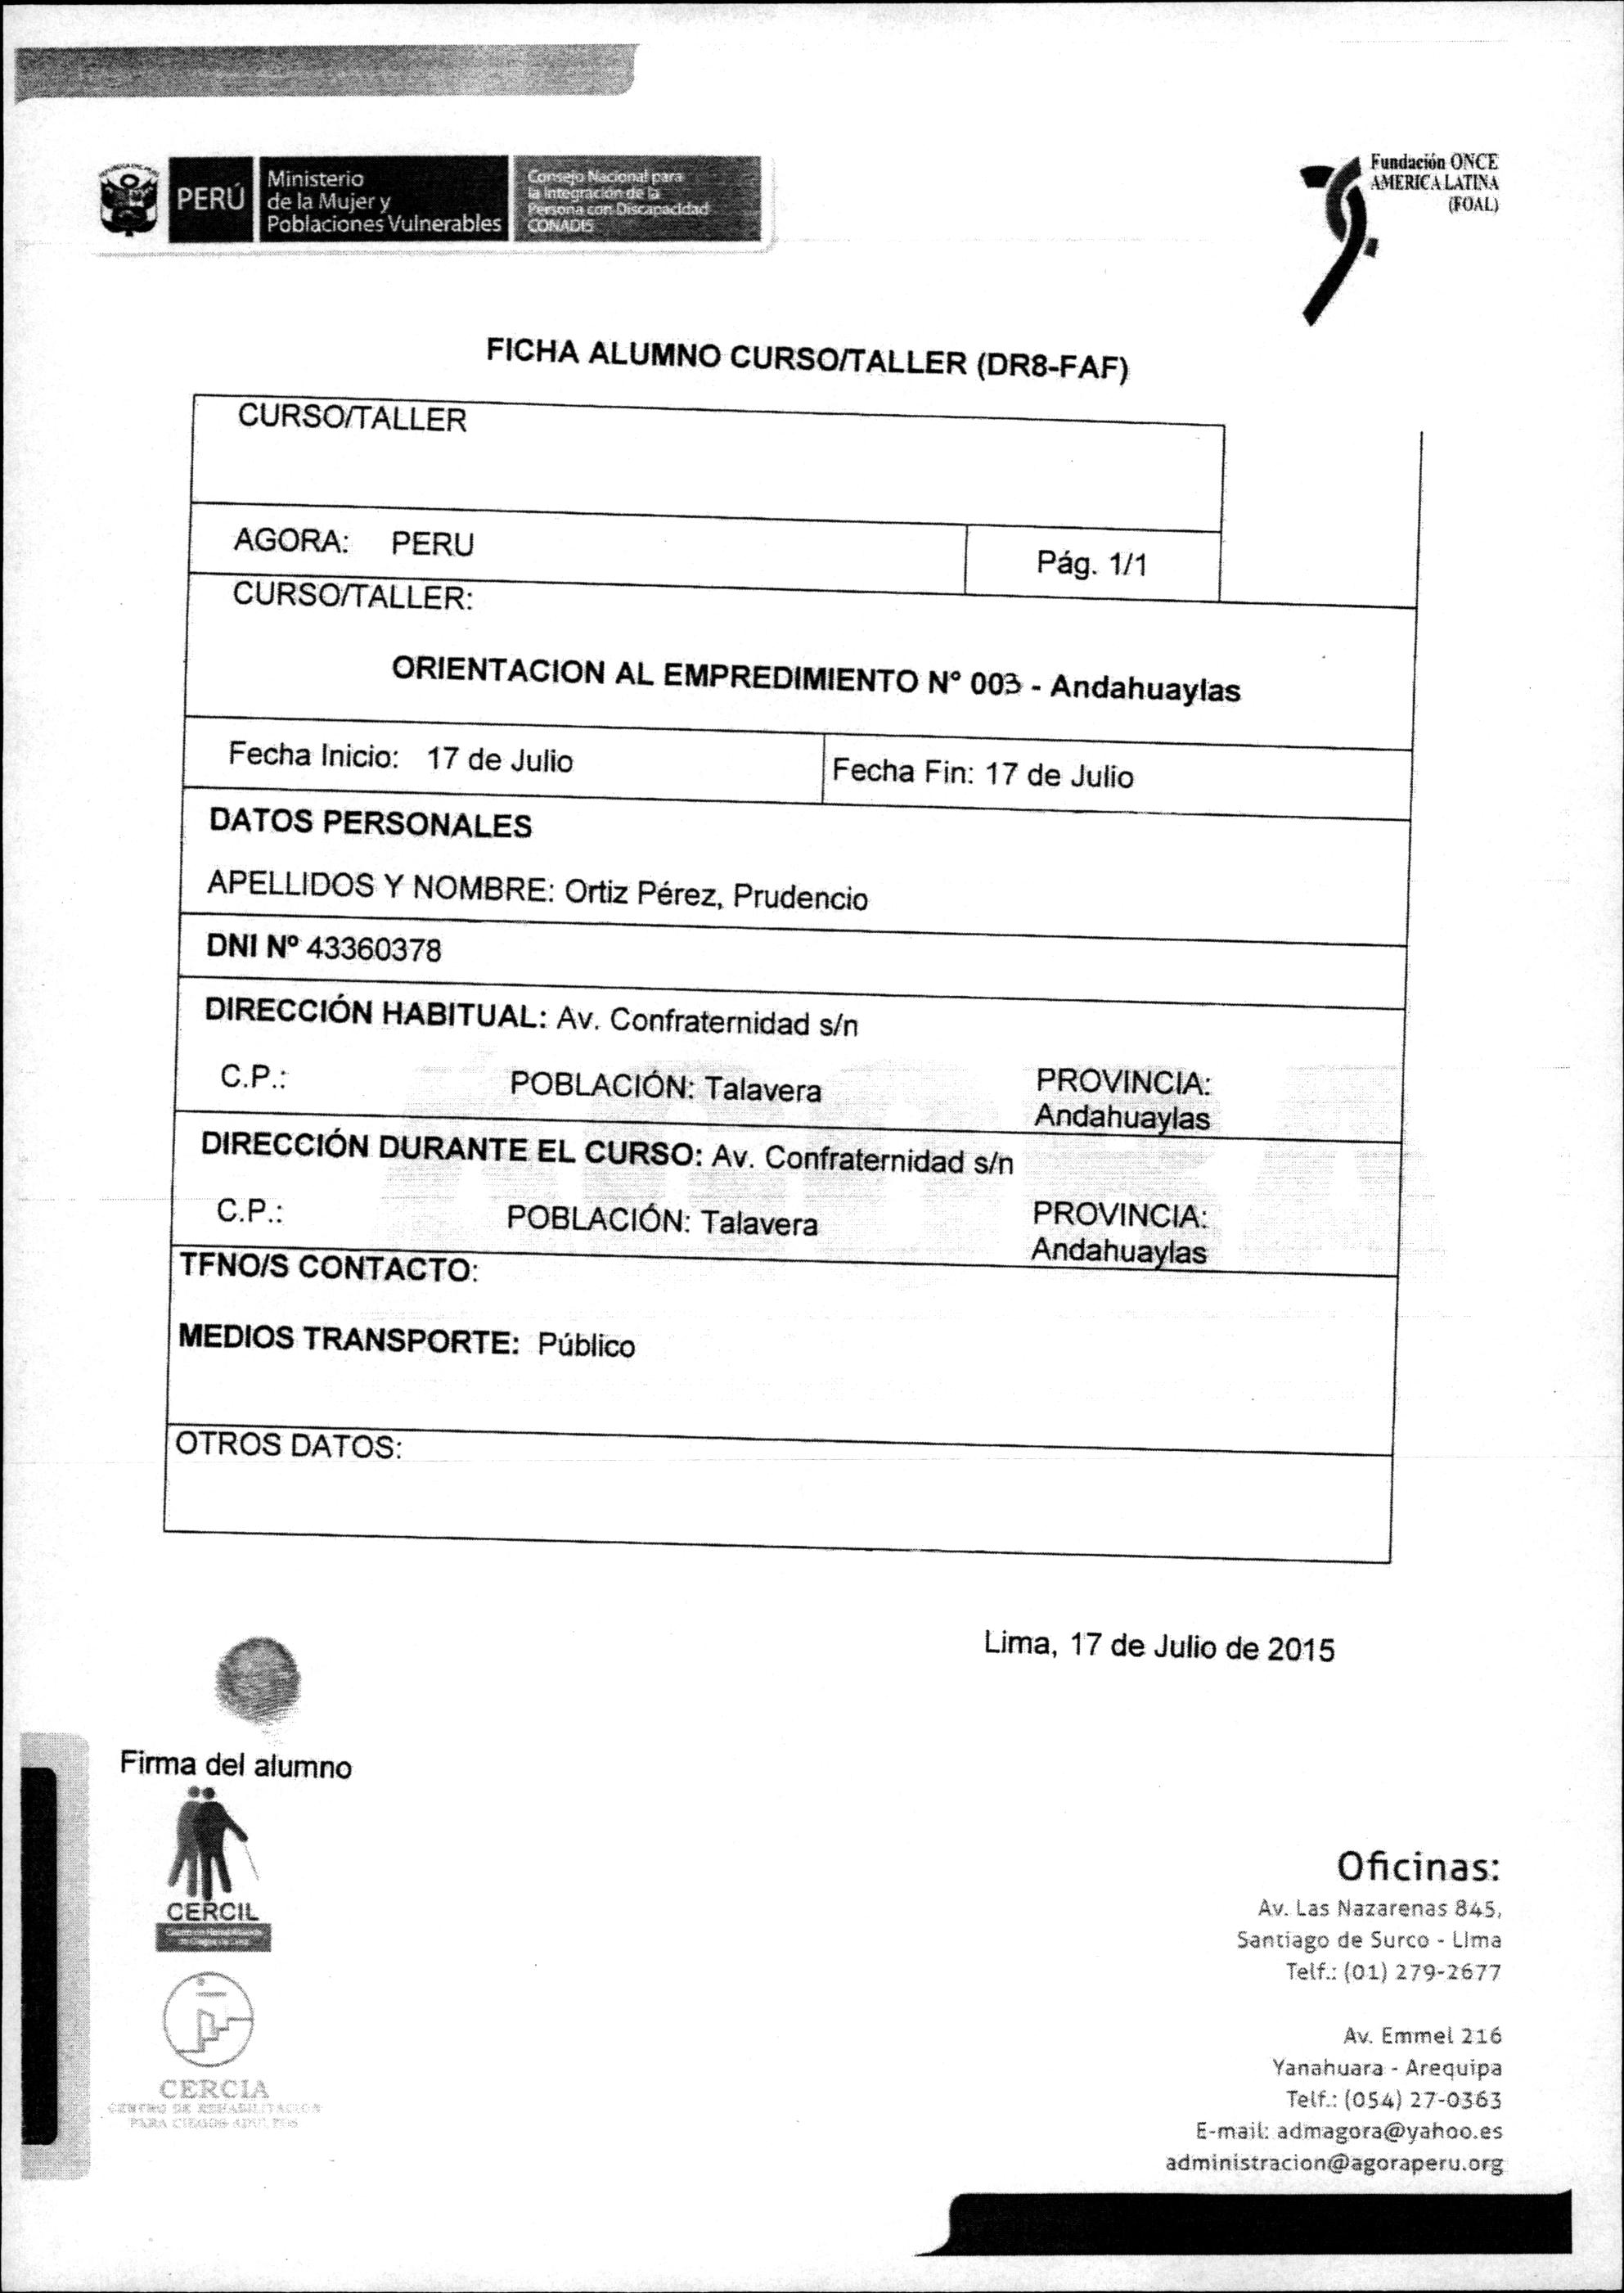 PERÚ
Ministerio
de la Mujer y
Poblaciones Vulnerables
Consejo Nacional para
la Integración de la
Persona con Discapacidad
CONADIS
Fundación ONCE
AMERICA LATINA
(FOAL)
FICHA ALUMNO CURSO/TALLER (DR8-FAF)
CURSO/TALLER
AGORA: PERU
Pág. 1/1
CURSO/TALLER:
ORIENTACION AL EMPREDIMIENTO Nº 003 - Andahuaylas
Fecha Inicio: 17 de Julio
Fecha Fin: 17 de Julio
DATOS PERSONALES
APELLIDOS Y NOMBRE: Ortiz Pérez, Prudencio
DNI Nº 43360378
DIRECCIÓN HABITUAL: Av. Confraternidad s/n
C.P.: POBLACIÓN: Talavera PROVINCIA:
Andahuaylas
DIRECCIÓN DURANTE EL CURSO: Av. Confraternidad s/n
C.P.: POBLACIÓN: Talavera PROVINCIA:
Andahuaylas
TFNO/S CONTACTO:
MEDIOS TRANSPORTE: Público
OTROS DATOS:
Lima, 17 de Julio de 2015
Firma del alumno
CERCIL
CERCIA
CENTRO DE REHABILITACION
PARA CIEGOS ADULTOS
Oficinas:
Av. Las Nazarenas 845,
Santiago de Surco - Lima
Telf.: (01) 279-2677
Av. Emmel 216
Yanahuara - Arequipa
Telf.: (054) 27-0363
E-mail: admagora@yahoo.es
administracion@agoraperu.org